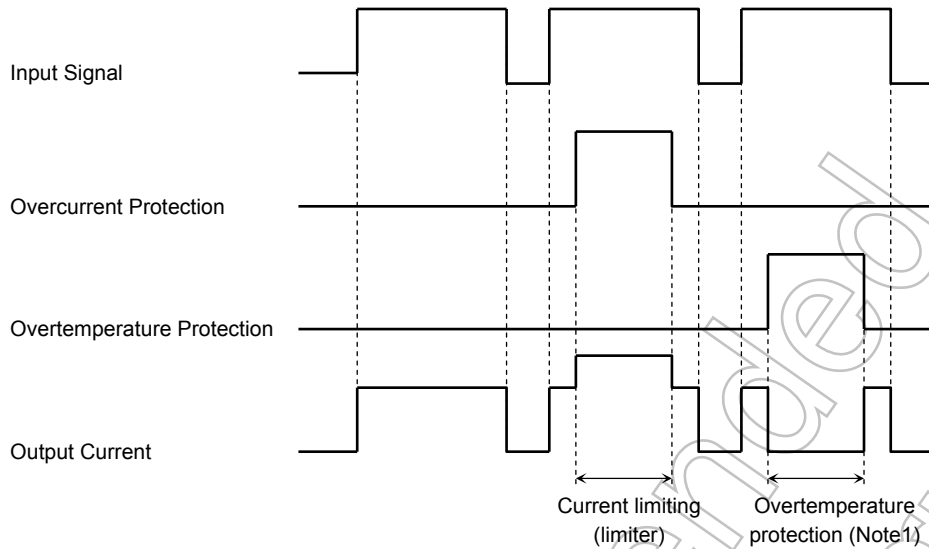 Input Signal
Overcurrent Protection
Overtemperature Protection
Output Current
Current limiting
(limiter)
Overtemperature
protection (Note1)